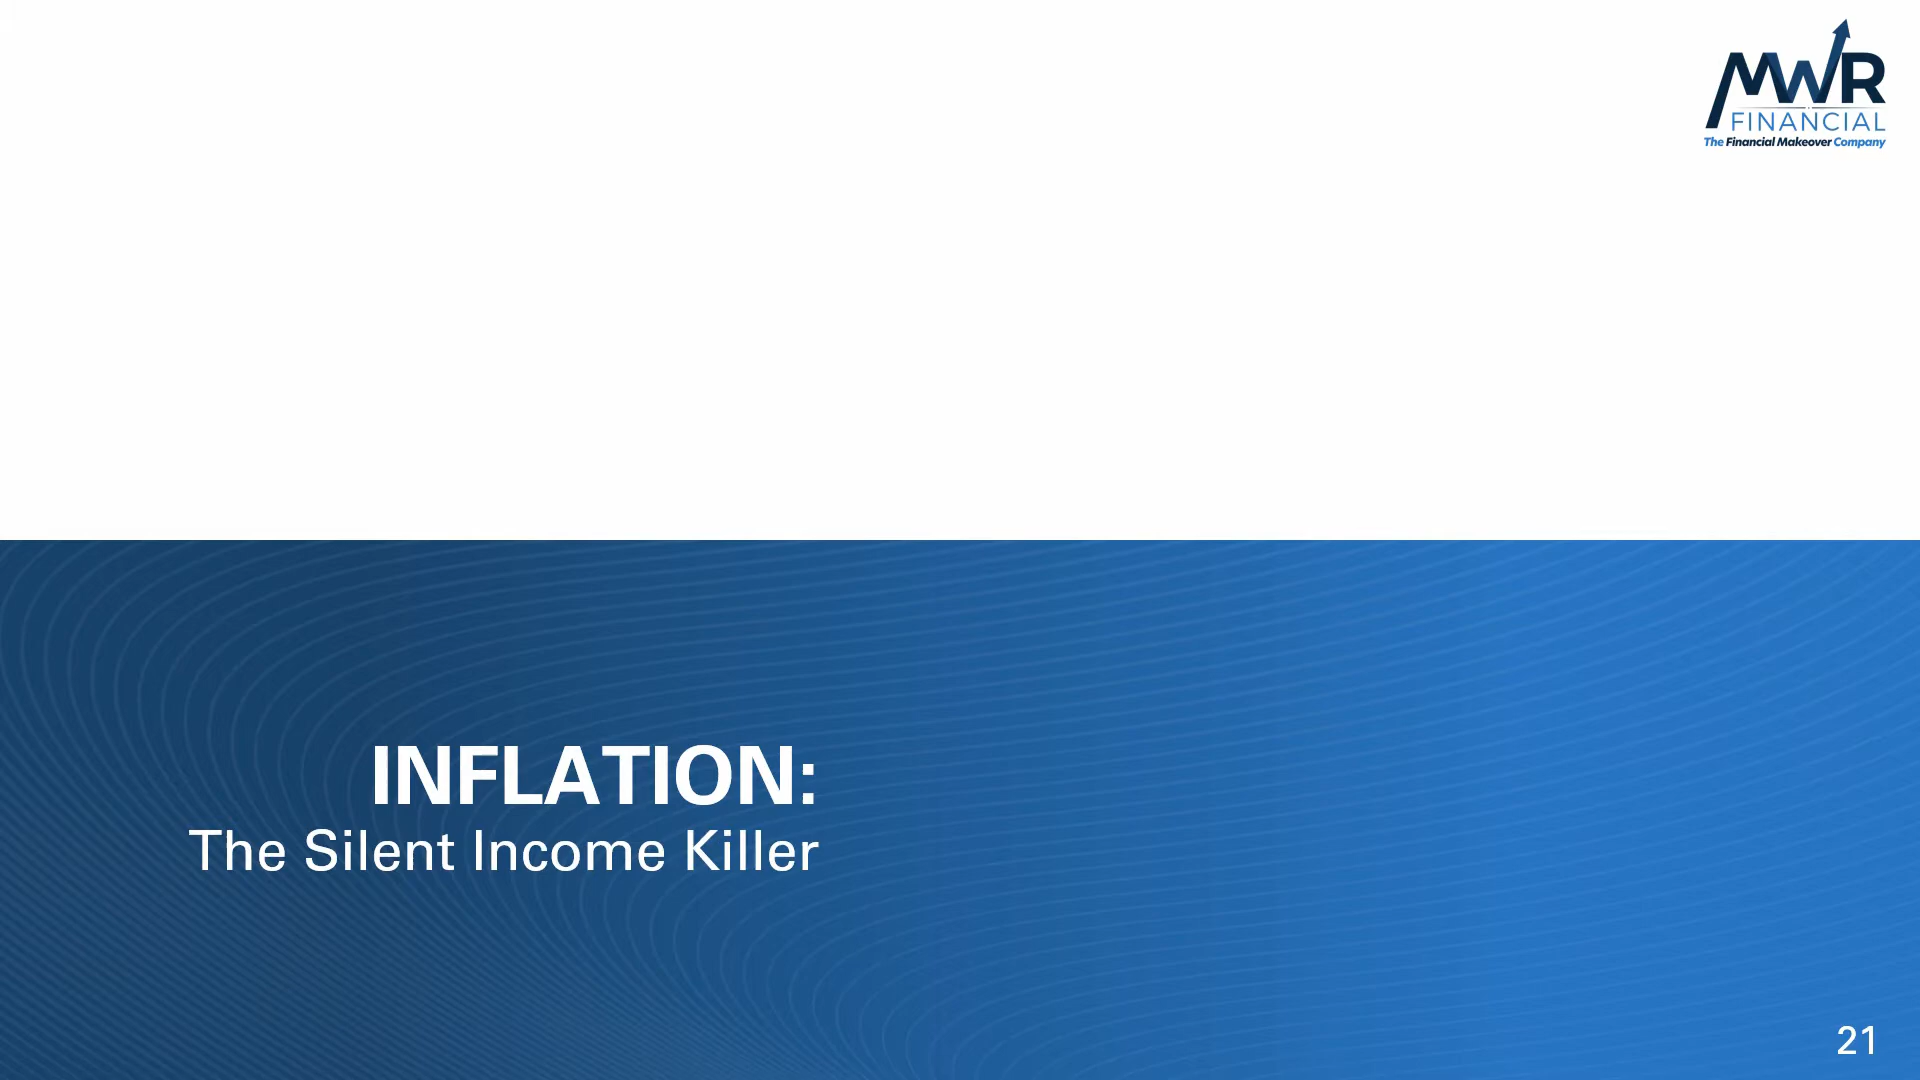 MWR
FINANCIAL
The Financial Makeover Company
INFLATION:
The Silent Income Killer
21